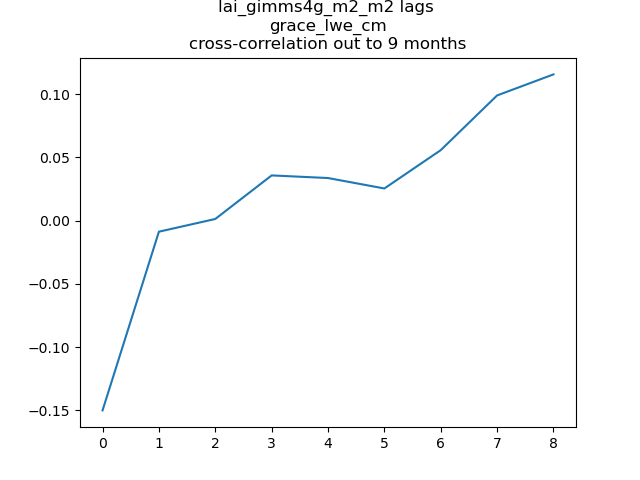 lai_gimms4g_m2_m2 lags
grace_lwe_cm
cross-correlation out to 9 months
0.10
0.05
0.00
−0.05
−0.10
−0.15
0 1 2 3 4 5 6 7 8